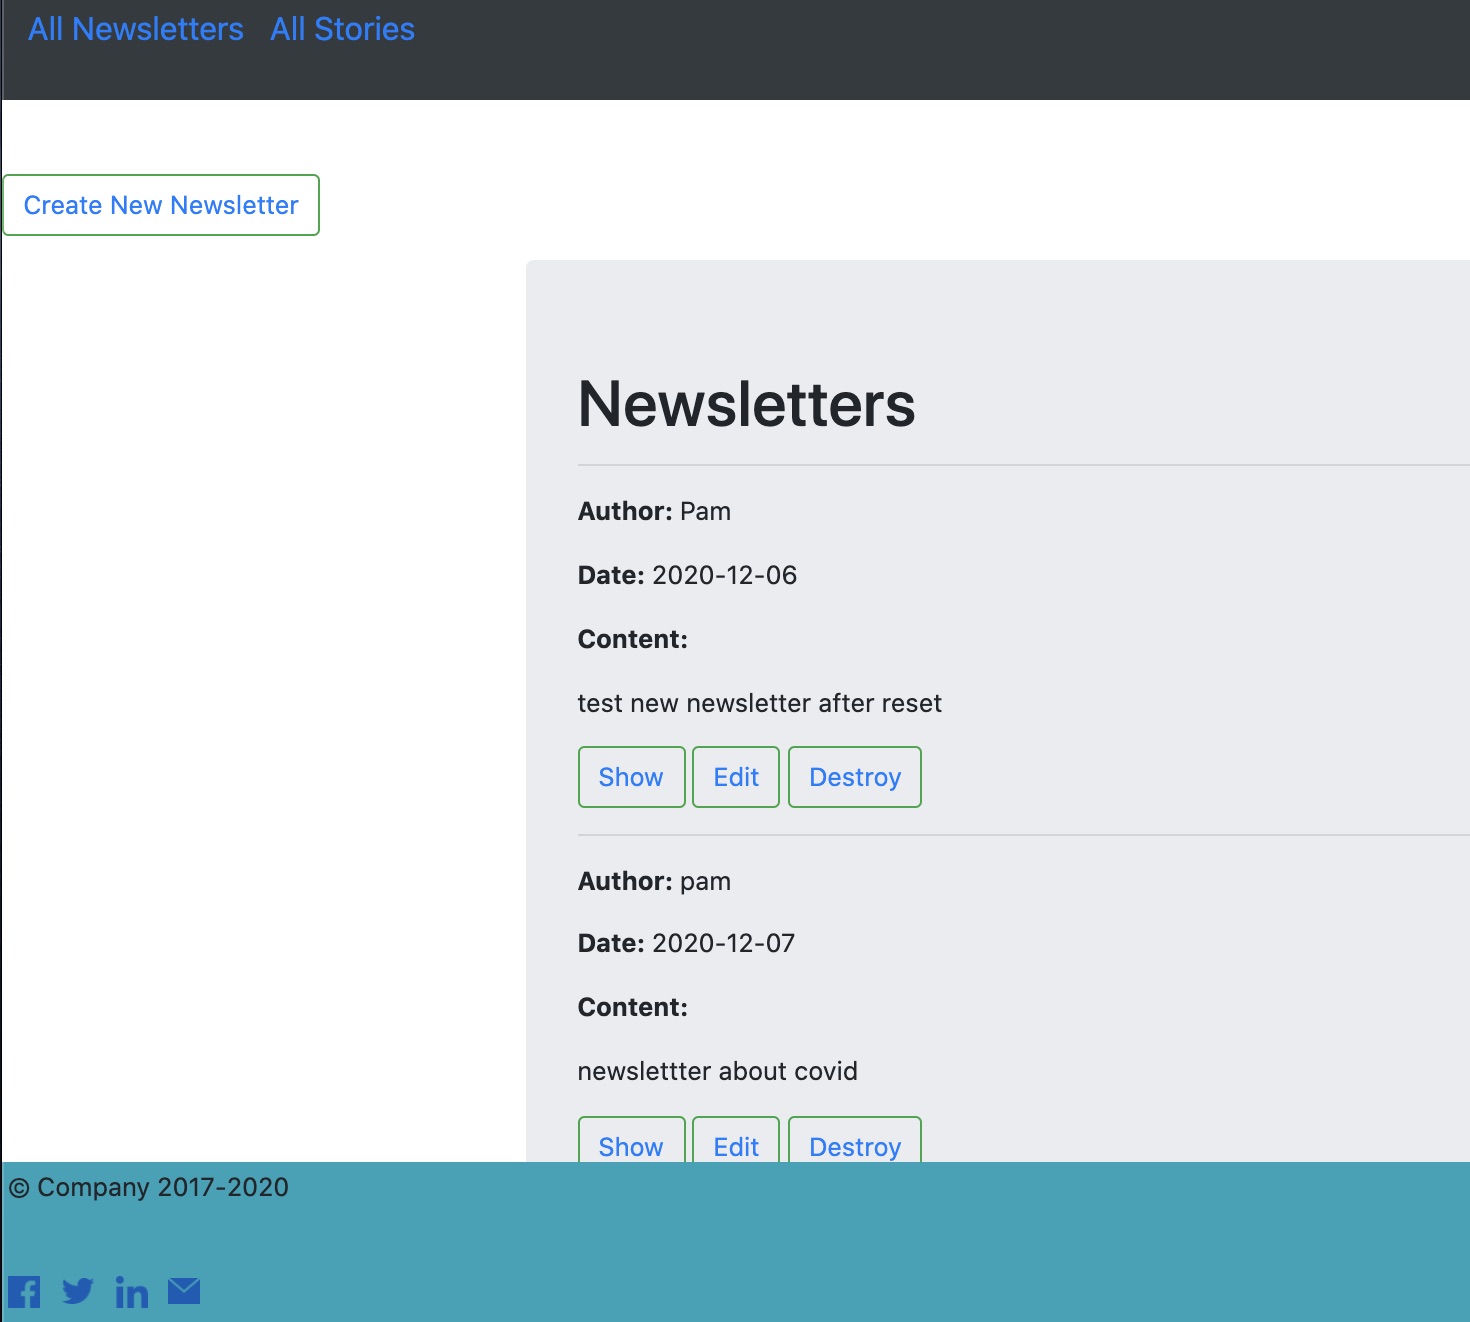 All Newsletters All Stories
Create New Newsletter
Newsletters
Author: Pam
Date: 2020-12-06
Content:
test new newsletter after reset
Show Edit Destroy
Author: pam
Date: 2020-12-07
Content:
newslettter about covid
Show Edit Destroy
© Company 2017-2020